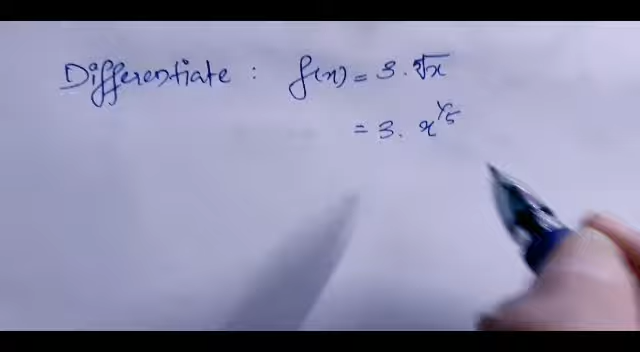 Differentiate : f(x) = 3. ⁵√x
= 3. x^1/5